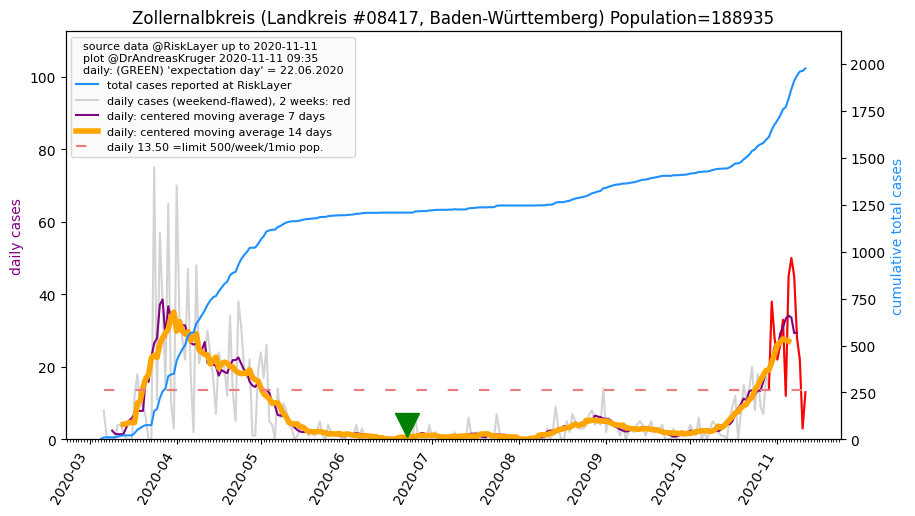 Zollernalbkreis (Landkreis #08417, Baden-Württemberg) Population=188935
source data @RiskLayer up to 2020-11-11
plot @DrAndreasKruger 2020-11-11 09:35
daily: (GREEN) 'expectation day' = 22.06.2020
total cases reported at RiskLayer
daily cases (weekend-flawed), 2 weeks: red
daily: centered moving average 7 days
daily: centered moving average 14 days
daily 13.50 =limit 500/week/1mio pop.
daily cases
100
80
60
40
20
0
cumulative total cases
2000
1750
1500
1250
1000
750
500
250
0
2020-03
2020-04
2020-05
2020-06
2020-07
2020-08
2020-09
2020-10
2020-11